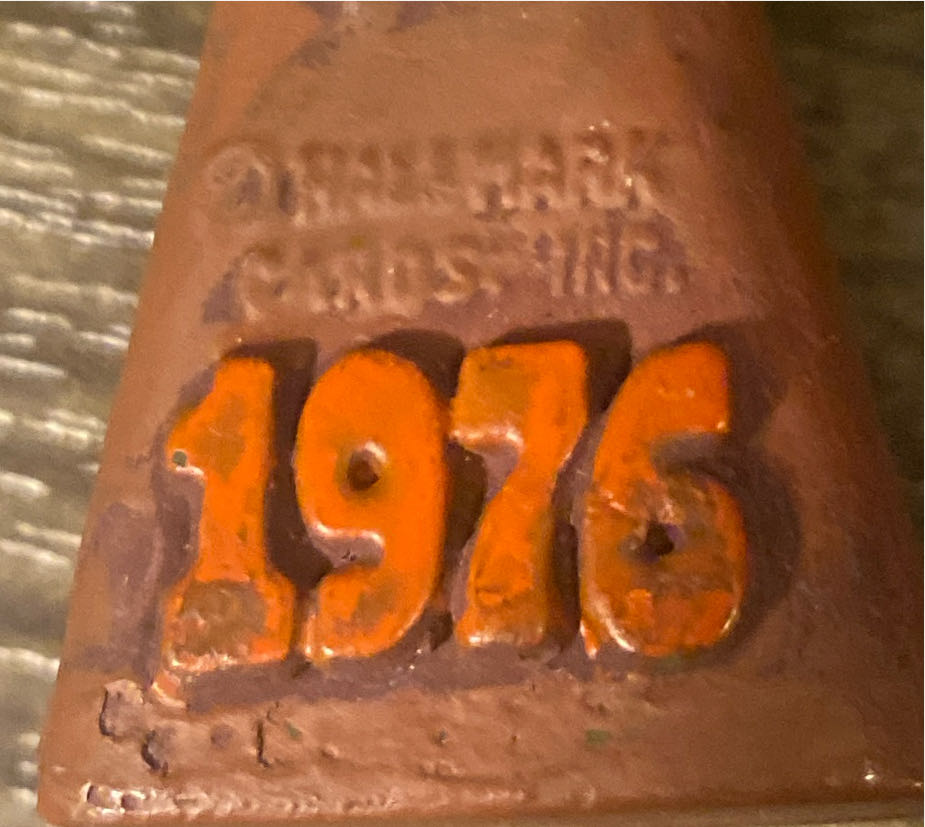 © HALLMARK
CARDS, INC.
1976